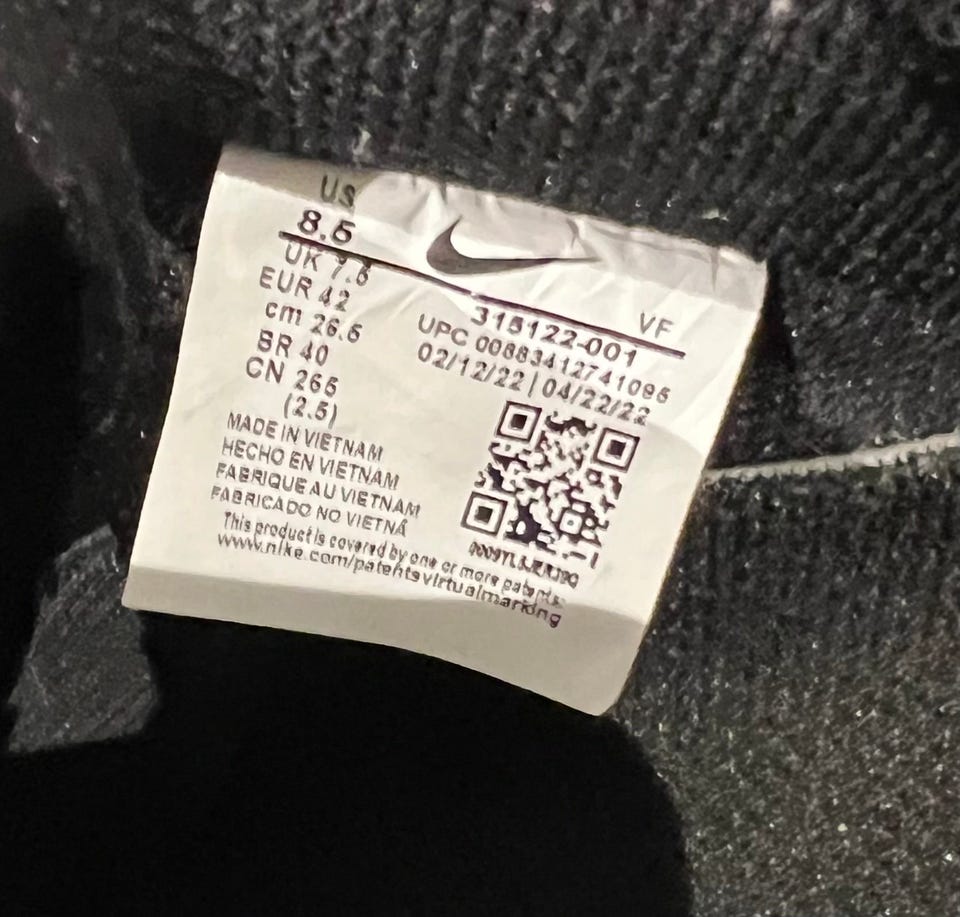 US
8.5
UK 7.5
EUR 42
cm 26.5
BR 40
CN 265
(2.5)
VF
315122-001
UPC 00883412741095
02/12/22 | 04/22/22
MADE IN VIETNAM
HECHO EN VIETNAM
FABRIQUE AU VIETNAM
FABRICADO NO VIETNÃ
This product is covered by one or more patents:
www.nike.com/patentsvirtualmarking